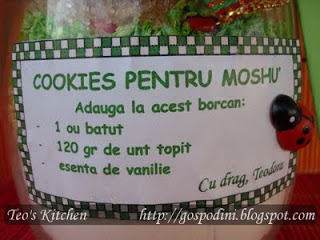 COOKIES PENTRU MOSHU'
Adauga la acest borcan:
1 ou batut
120 gr de unt topit
esenta de vanilie
Cu drag, Teodora
Teo's Kitchen http://gospodini.blogspot.com